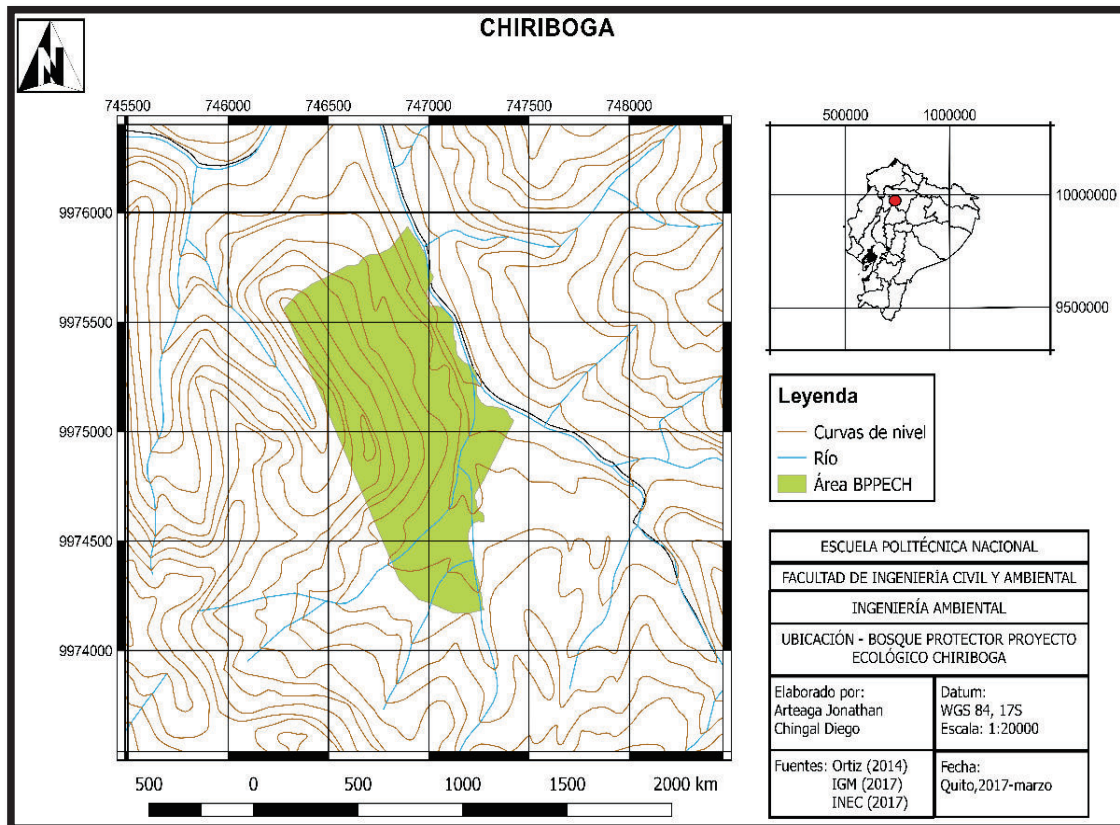 CHIRIBOGA
N
745500 746000 746500 747000 747500 748000
9976000
9975500
9975000
9974500
9974000
500 0 500 1000 1500 2000 km
500000 1000000
10000000
9500000
Leyenda
Curvas de nivel
Río
Área BPPECH
ESCUELA POLITÉCNICA NACIONAL
FACULTAD DE INGENIERÍA CIVIL Y AMBIENTAL
INGENIERÍA AMBIENTAL
UBICACIÓN - BOSQUE PROTECTOR PROYECTO
ECOLÓGICO CHIRIBOGA
Elaborado por:
Arteaga Jonathan
Chingal Diego
Datum:
WGS 84, 17S
Escala: 1:20000
Fuentes: Ortiz (2014)
IGM (2017)
INEC (2017)
Fecha:
Quito,2017-marzo